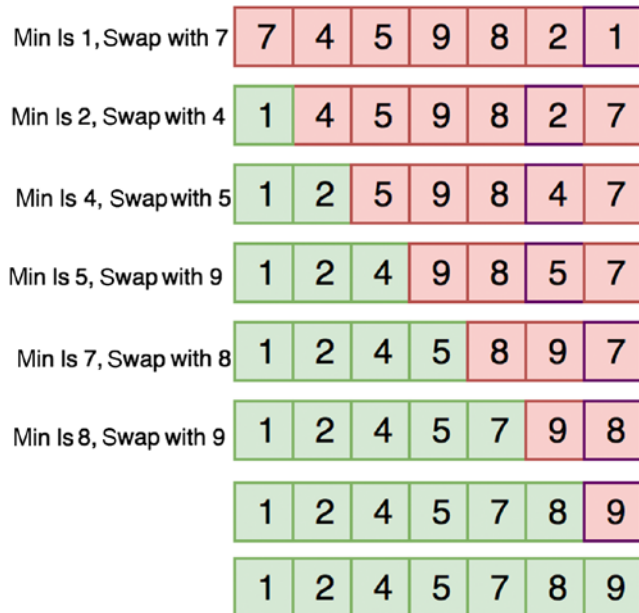 Min Is 1, Swap with 7 7 4 5 9 8 2 1
Min Is 2, Swap with 4 1 4 5 9 8 2 7
Min Is 4, Swap with 5 1 2 5 9 8 4 7
Min Is 5, Swap with 9 1 2 4 9 8 5 7
Min Is 7, Swap with 8 1 2 4 5 8 9 7
Min Is 8, Swap with 9 1 2 4 5 7 9 8
1 2 4 5 7 8 9
1 2 4 5 7 8 9